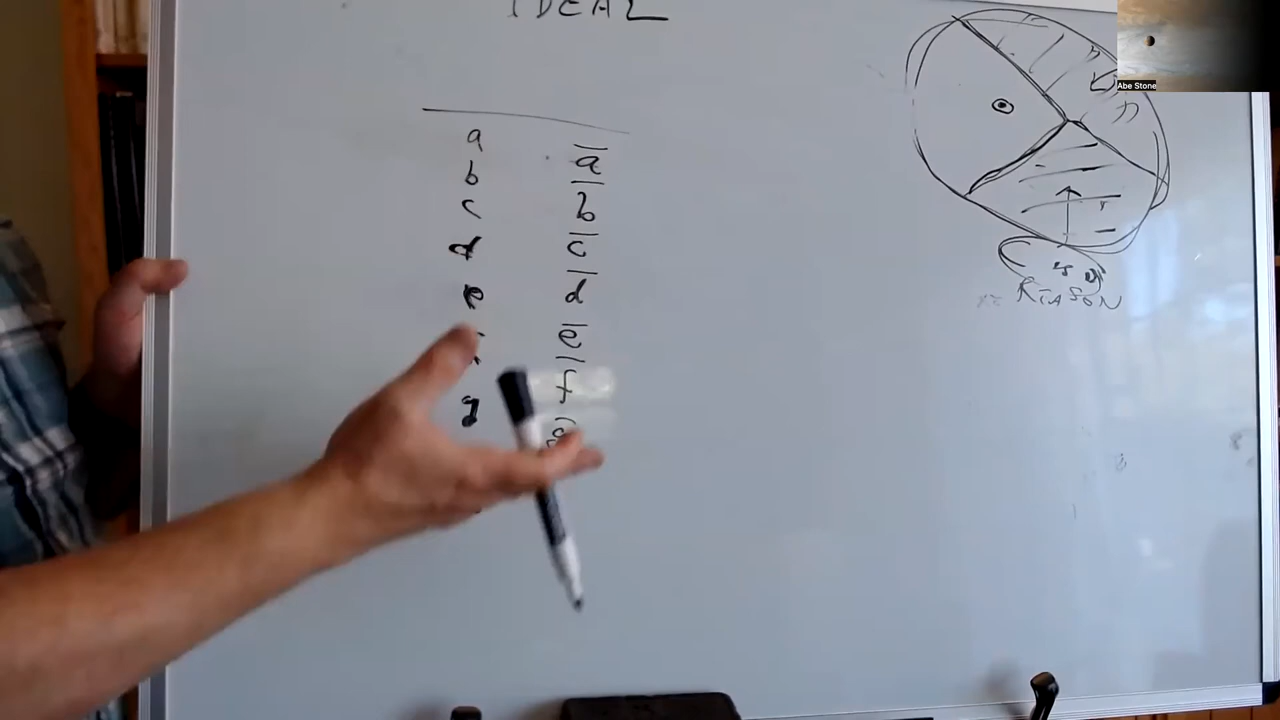 IDEAL
Abe Stone
a a̅
b b̅
c c̅
d d̅
e e̅
f̅
g
REASON